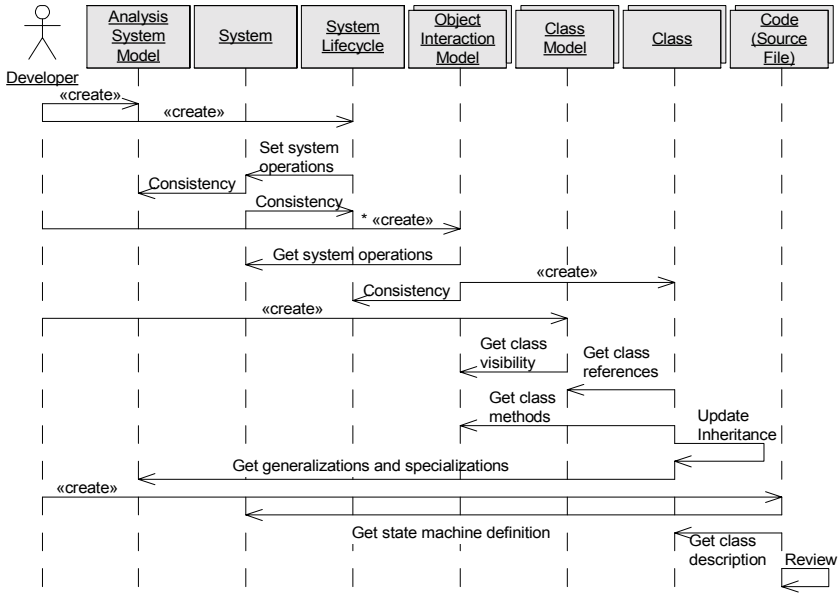 Analysis
System
Model
System
System
Lifecycle
Object
Interaction
Model
Class
Model
Class
Code
(Source
File)
Developer
«create»
«create»
Set system
operations
Consistency
Consistency
* «create»
Get system operations
«create»
Consistency
«create»
Get class
visibility
Get class
references
Get class
methods
Update
Inheritance
Get generalizations and specializations
«create»
Get state machine definition
Get class
description
Review